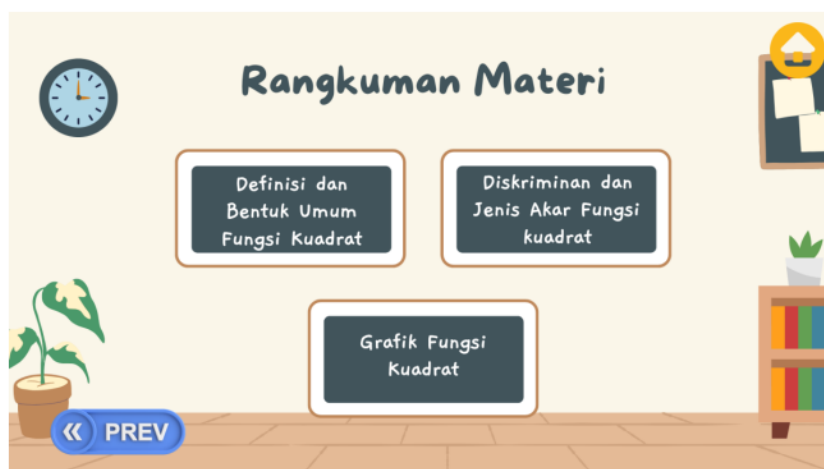 Rangkuman Materi
Definisi dan
Bentuk Umum
Fungsi Kuadrat
Diskriminan dan
Jenis Akar Fungsi
kuadrat
Grafik Fungsi
Kuadrat
« PREV